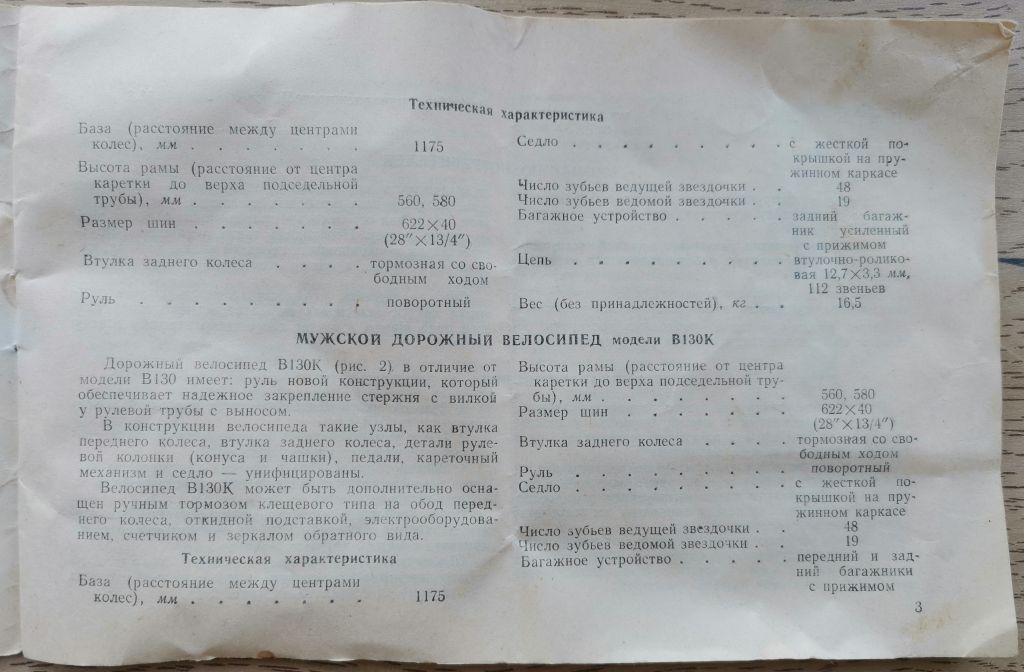 Техническая характеристика
База (расстояние между центрами
колес), мм . . . . . . . 1175
Высота рамы (расстояние от центра
каретки до верха подседельной
трубы), мм . . . . . . . 560, 580
Размер шин . . . . . . . 622×40
(28″×13/4″)
Втулка заднего колеса . . . . тормозная со сво-
бодным ходом
Руль . . . . . . . . . поворотный
Седло . . . . . . . . . с жесткой по-
крышкой на пру-
жинном каркасе
Число зубьев ведущей звездочки . . 48
Число зубьев ведомой звездочки . . 19
Багажное устройство . . . . . задний багаж-
ник усиленный
с прижимом
Цепь . . . . . . . . . втулочно-ролико-
вая 12,7×3,3 мм,
112 звеньев
Вес (без принадлежностей), кг . . 16,5
МУЖСКОЙ ДОРОЖНЫЙ ВЕЛОСИПЕД модели В130К
Дорожный велосипед В130К (рис. 2) в отличие от
модели В130 имеет: руль новой конструкции, который
обеспечивает надежное закрепление стержня с вилкой
у рулевой трубы с выносом.
В конструкции велосипеда такие узлы, как втулка
переднего колеса, втулка заднего колеса, детали руле-
вой колонки (конуса и чашки), педали, кареточный
механизм и седло — унифицированы.
Велосипед В130К может быть дополнительно осна-
щен ручным тормозом клещевого типа на обод перед-
него колеса, откидной подставкой, электрооборудова-
нием, счетчиком и зеркалом обратного вида.
Техническая характеристика
База (расстояние между центрами
колес), мм . . . . . . . 1175
Высота рамы (расстояние от центра
каретки до верха подседельной тру-
бы), мм . . . . . . . . 560, 580
Размер шин . . . . . . . 622×40
(28″×13/4″)
Втулка заднего колеса . . . . тормозная со сво-
бодным ходом
Руль . . . . . . . . . поворотный
Седло . . . . . . . . . с жесткой по-
крышкой на пру-
жинном каркасе
Число зубьев ведущей звездочки . . 48
Число зубьев ведомой звездочки . . 19
Багажное устройство . . . . . передний и зад-
ний багажники
с прижимом
3